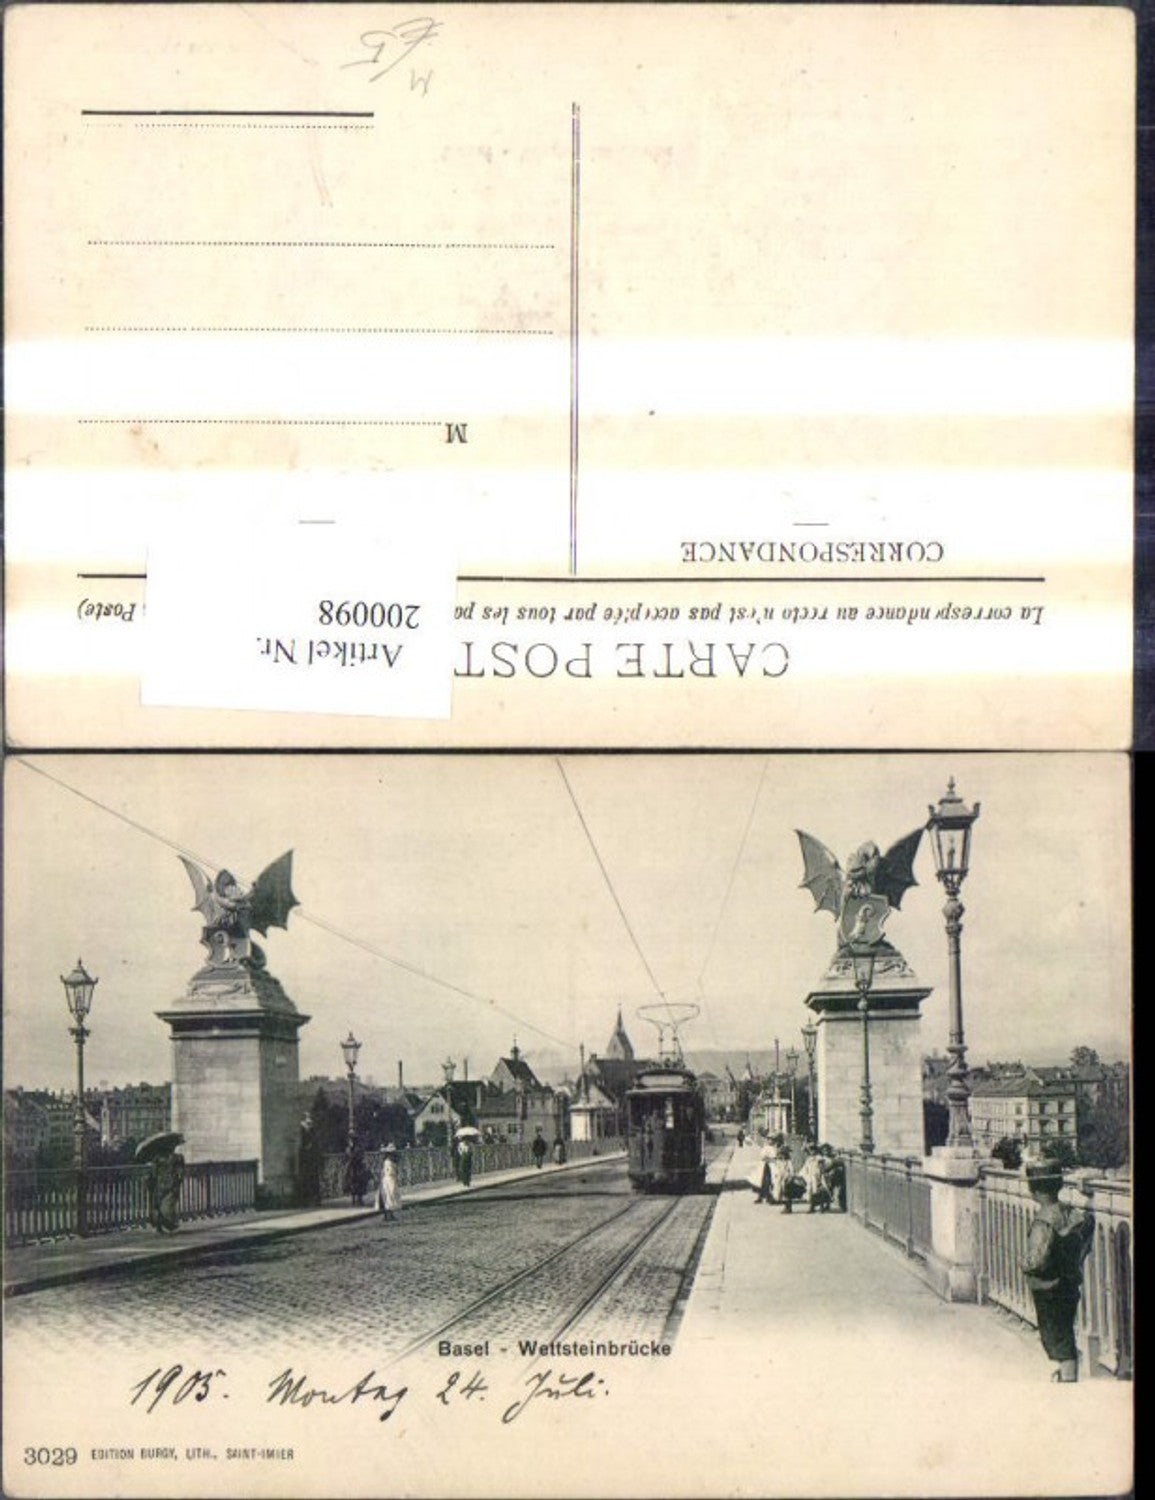 CARTE POST
La correspondance au recto n'est pas acceptée par tous les pa
Poste)
Artikel Nr.
200098
CORRESPONDANCE
M
Basel - Wettsteinbrücke
1905. Montag 24. Juli.
3029 EDITION BURGY, LITH., SAINT-IMIER